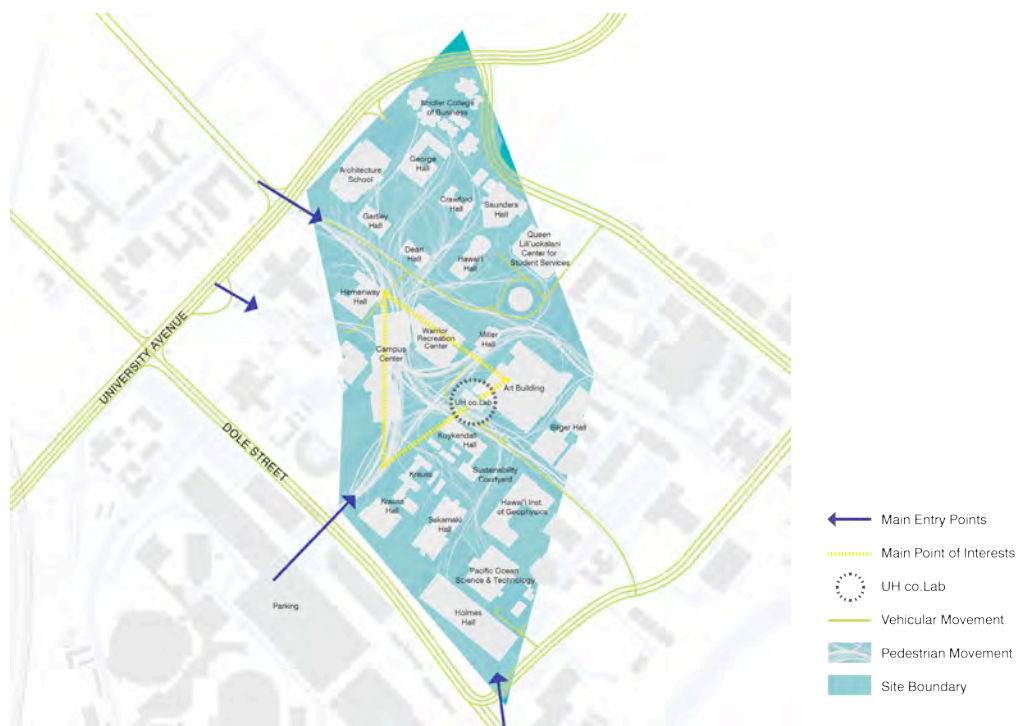 Shidler College
of Business
George
Hall
Architecture
School
Crawford
Hall
Saunders
Hall
Gartley
Hall
Queen
Lili'uokalani
Center for
Student Services
Dean
Hall
Hawai'i
Hall
Hemenway
Hall
Warrior
Recreation
Center
Miller
Hall
Campus
Center
UNIVERSITY AVENUE
Art Building
UH co.Lab
Bilger Hall
Kuykendall
Hall
DOLE STREET
Krauss
Sustainability
Courtyard
Krauss
Hall
Hawai'i Inst.
of Geophysics
Sakamaki
Hall
Pacific Ocean
Science & Technology
Parking
Holmes
Hall
Main Entry Points
Main Point of Interests
UH co.Lab
Vehicular Movement
Pedestrian Movement
Site Boundary